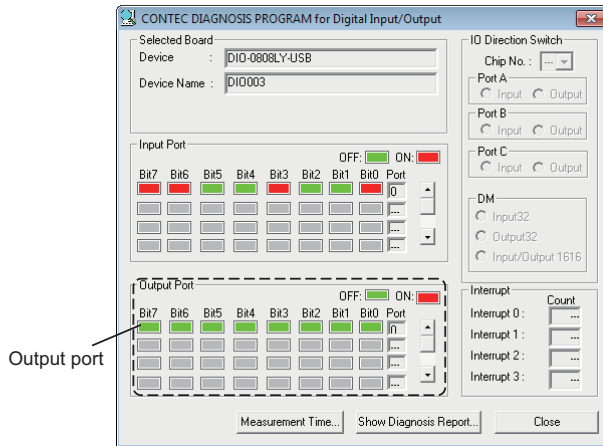 CONTEC DIAGNOSIS PROGRAM for Digital Input/Output
Selected Board
Device : DIO-0808LY-USB
Device Name : DIO003
Input Port
OFF: ON:
Bit7 Bit6 Bit5 Bit4 Bit3 Bit2 Bit1 Bit0 Port
0
...
...
...
Output Port
OFF: ON:
Bit7 Bit6 Bit5 Bit4 Bit3 Bit2 Bit1 Bit0 Port
0
...
...
...
Output port
IO Direction Switch
Chip No. : ---
Port A
Input Output
Port B
Input Output
Port C
Input Output
DM
Input32
Output32
Input/Output 1616
Interrupt
Count
Interrupt 0 : ...
Interrupt 1 : ...
Interrupt 2 : ...
Interrupt 3 : ...
Measurement Time... Show Diagnosis Report... Close